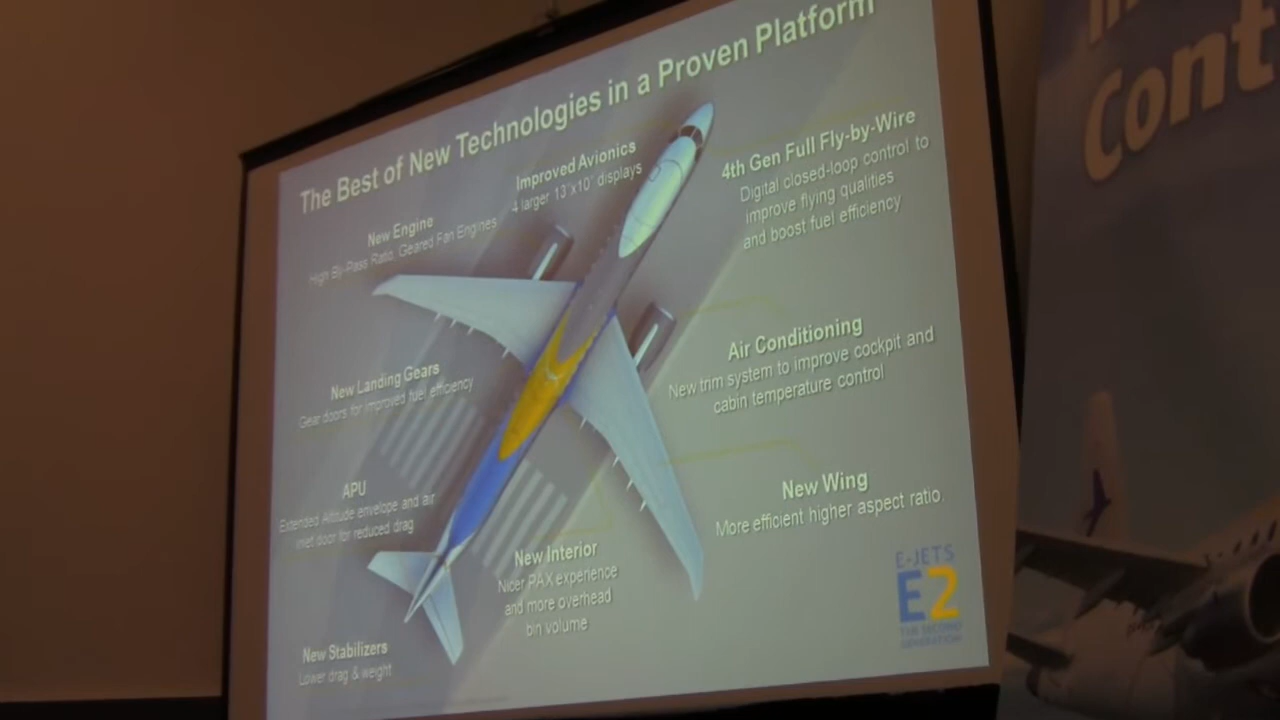 The Best of New Technologies in a Proven Platform
Improved Avionics
4 larger 13'x10' displays
4th Gen Full Fly-by-Wire
Digital closed-loop control to
improve flying qualities
and boost fuel efficiency
New Engine
High By-Pass Ratio, Geared Fan Engines
Air Conditioning
New trim system to improve cockpit and
cabin temperature control
New Landing Gears
Gear doors for improved fuel efficiency
New Wing
More efficient higher aspect ratio.
APU
Extended Altitude envelope and air
inlet door for reduced drag
New Interior
Nicer PAX experience
and more overhead
bin volume
New Stabilizers
Lower drag & weight
E-JETS
E2
THE SECOND
GENERATION
Cont